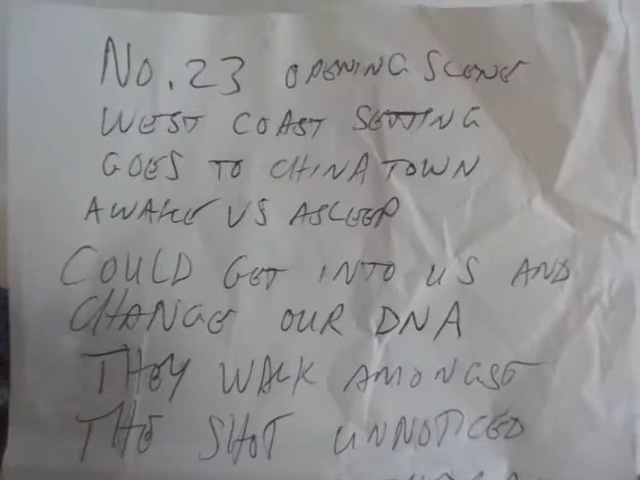 No. 23 OPENING SCENE
WEST COAST SETTING
GOES TO CHINATOWN
AWAKE VS ASLEEP
COULD GET INTO US AND
CHANGE OUR DNA
THEY WALK AMONGST
THE SHOT UNNOTICED